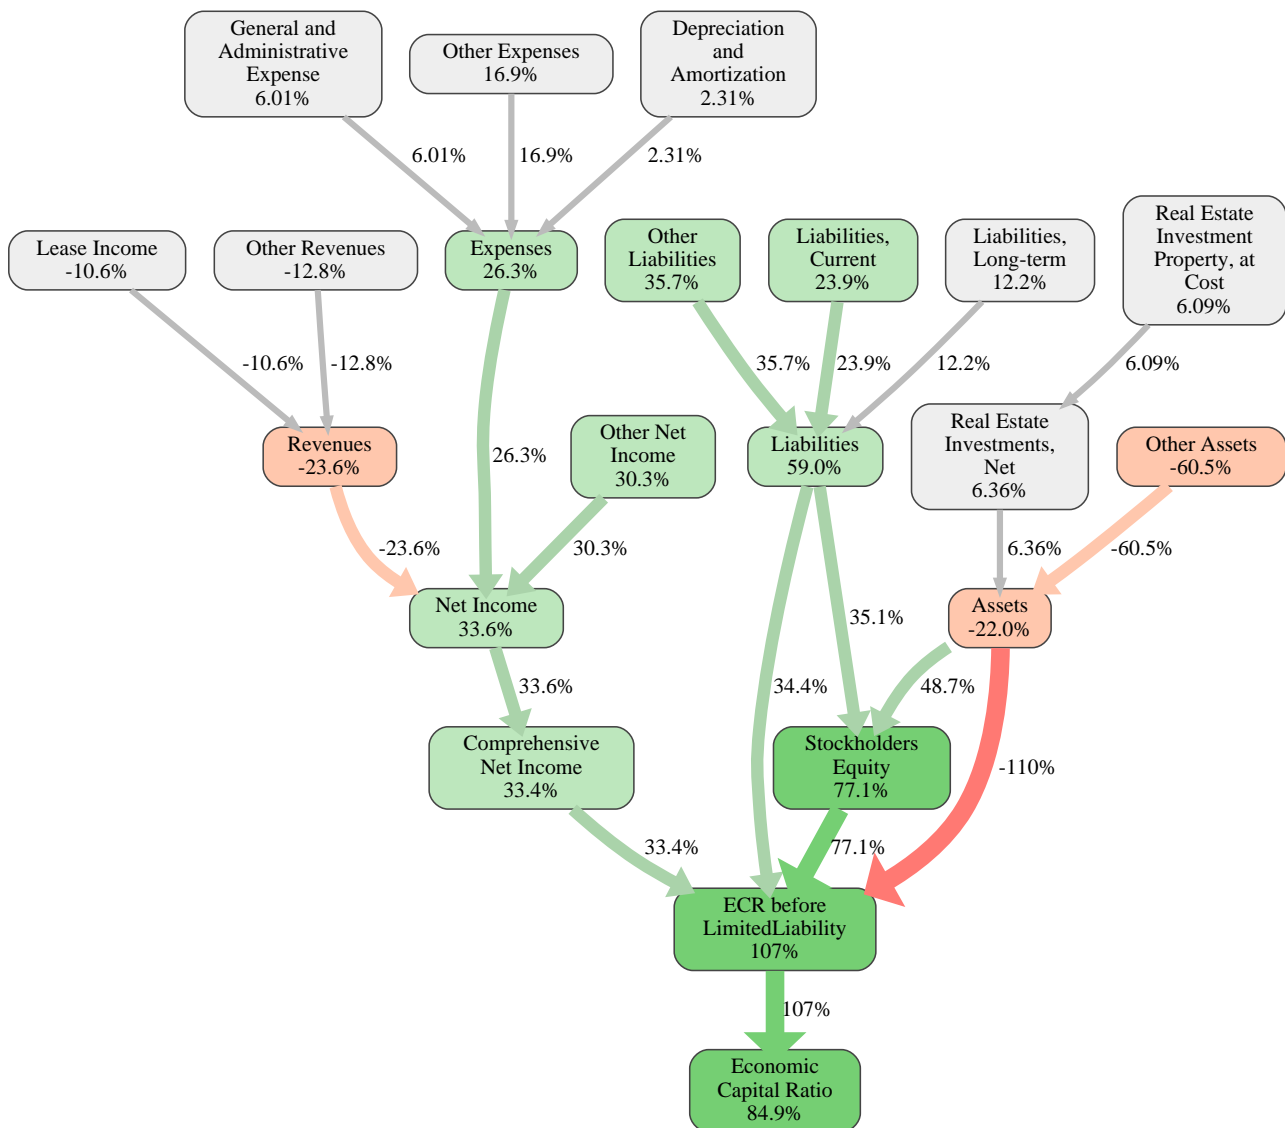 General and
Administrative
Expense
6.01%
Other Expenses
16.9%
Depreciation
and
Amortization
2.31%
6.01%
16.9%
2.31%
Lease Income
-10.6%
Other Revenues
-12.8%
Expenses
26.3%
Other
Liabilities
35.7%
Liabilities,
Current
23.9%
Liabilities,
Long-term
12.2%
Real Estate
Investment
Property, at
Cost
6.09%
-10.6%
-12.8%
35.7%
23.9%
12.2%
6.09%
Revenues
-23.6%
26.3%
Other Net
Income
30.3%
Liabilities
59.0%
Real Estate
Investments,
Net
6.36%
Other Assets
-60.5%
-23.6%
30.3%
6.36%
-60.5%
Net Income
33.6%
35.1%
Assets
-22.0%
33.6%
34.4%
48.7%
Comprehensive
Net Income
33.4%
Stockholders
Equity
77.1%
-110%
33.4%
77.1%
ECR before
LimitedLiability
107%
107%
Economic
Capital Ratio
84.9%